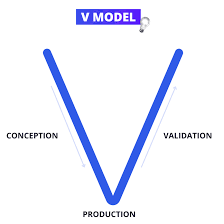 V MODEL
CONCEPTION
VALIDATION
PRODUCTION